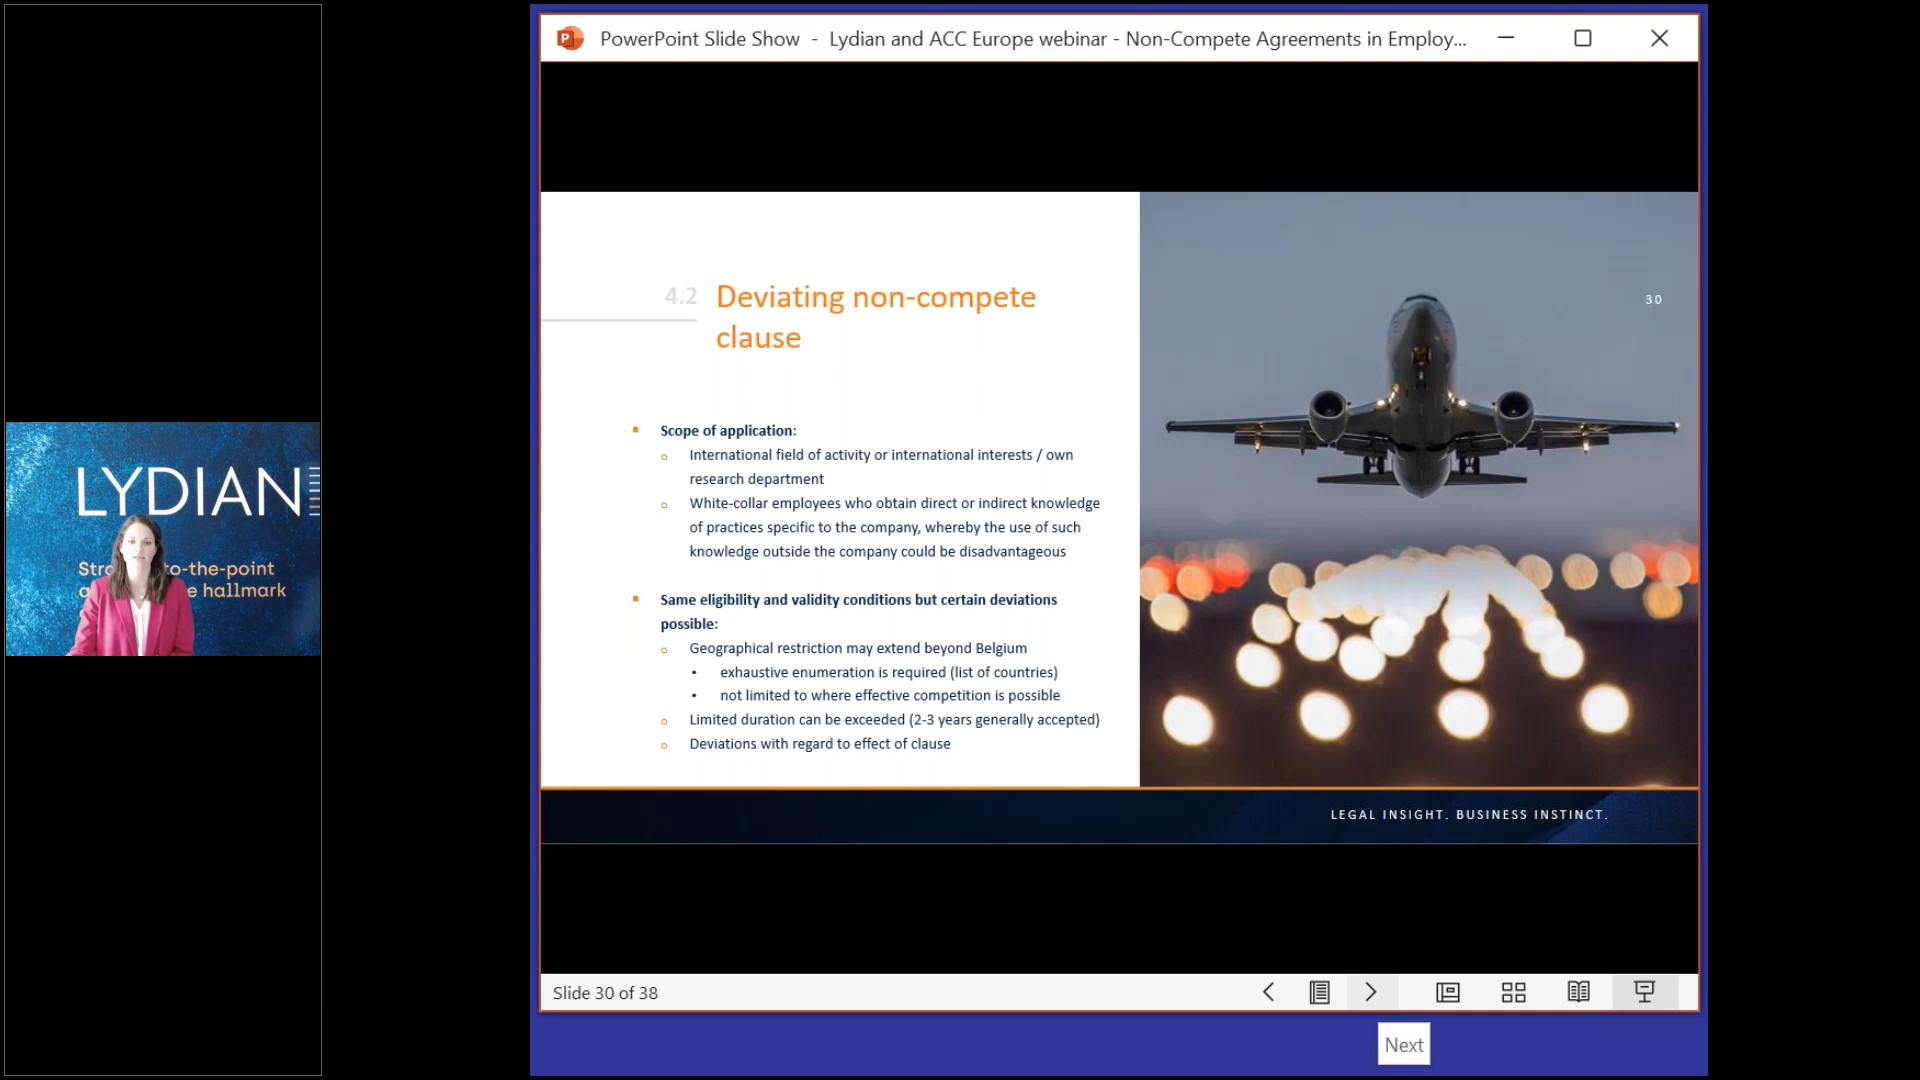 PowerPoint Slide Show - Lydian and ACC Europe webinar - Non-Compete Agreements in Employ...
LYDIAN
to-the-point
e hallmark
4.2 Deviating non-compete
clause
30
▪ Scope of application:
o International field of activity or international interests / own
research department
o White-collar employees who obtain direct or indirect knowledge
of practices specific to the company, whereby the use of such
knowledge outside the company could be disadvantageous
▪ Same eligibility and validity conditions but certain deviations
possible:
o Geographical restriction may extend beyond Belgium
• exhaustive enumeration is required (list of countries)
• not limited to where effective competition is possible
o Limited duration can be exceeded (2-3 years generally accepted)
o Deviations with regard to effect of clause
LEGAL INSIGHT. BUSINESS INSTINCT.
Slide 30 of 38
Next